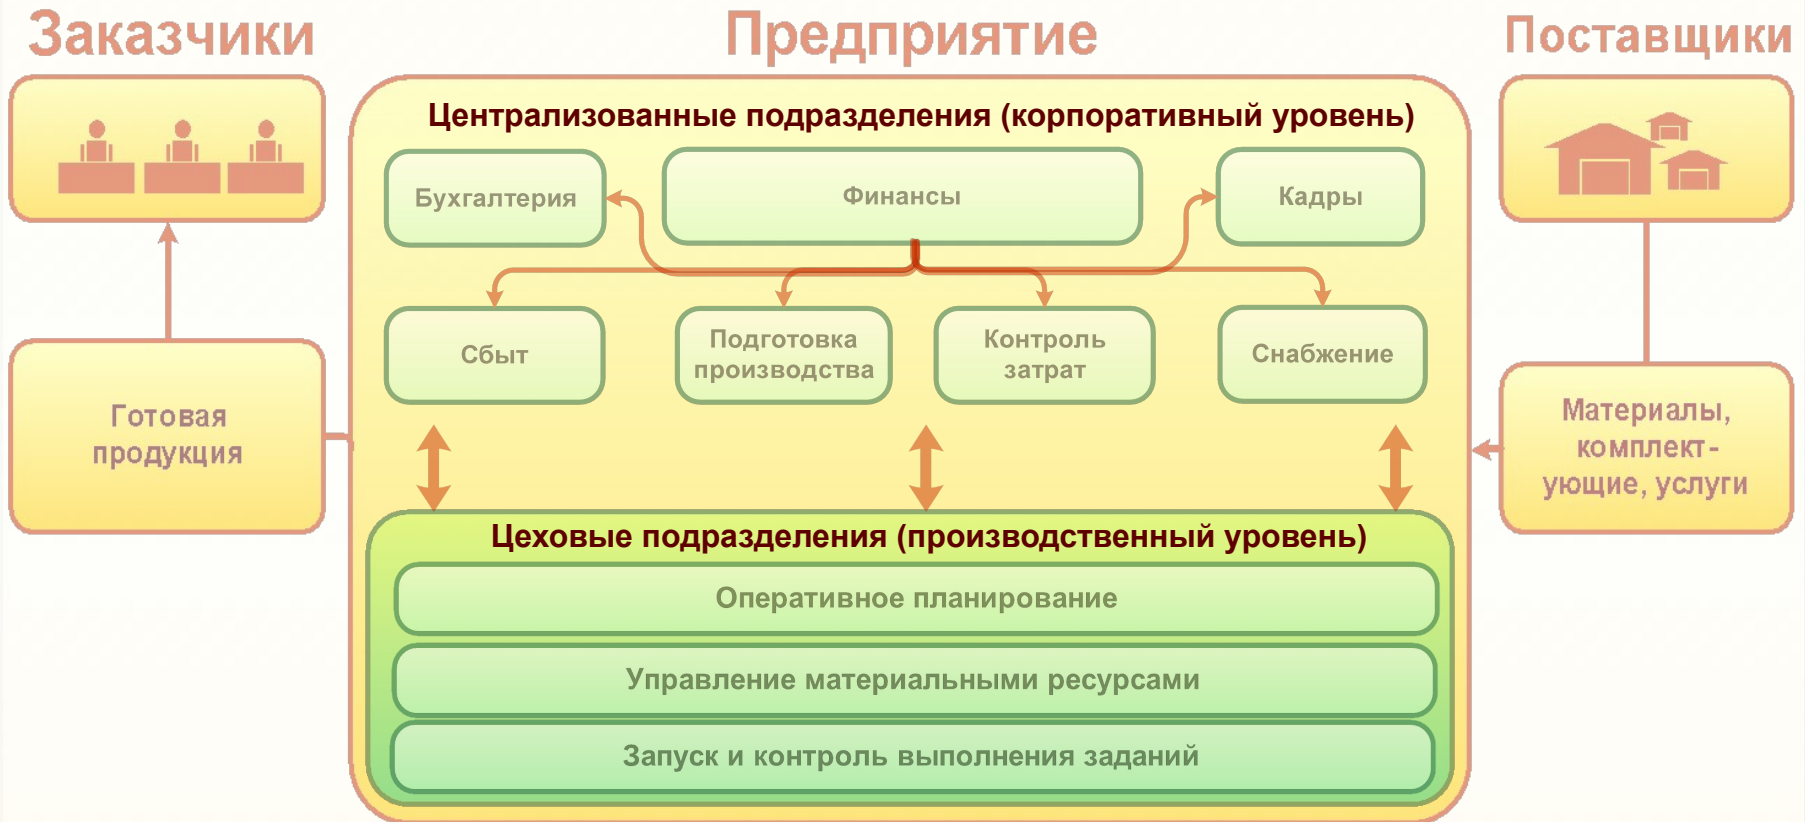 Заказчики
Предприятие
Поставщики
Централизованные подразделения (корпоративный уровень)
Бухгалтерия
Финансы
Кадры
Сбыт
Подготовка
производства
Контроль
затрат
Снабжение
Готовая
продукция
Материалы,
комплект-
ующие, услуги
Цеховые подразделения (производственный уровень)
Оперативное планирование
Управление материальными ресурсами
Запуск и контроль выполнения заданий